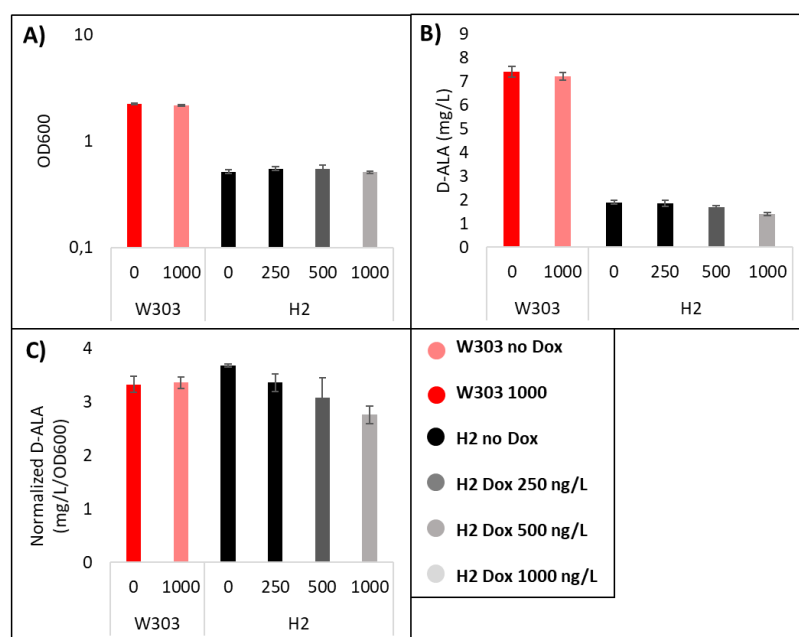 A)
10
1
0,1
OD600
0 1000 0 250 500 1000
W303 H2
B)
9
8
7
6
5
4
3
2
1
0
D-ALA (mg/L)
0 1000 0 250 500 1000
W303 H2
C)
4
3
2
1
0
Normalized D-ALA
(mg/L/OD600)
0 1000 0 250 500 1000
W303 H2
W303 no Dox
W303 1000
H2 no Dox
H2 Dox 250 ng/L
H2 Dox 500 ng/L
H2 Dox 1000 ng/L